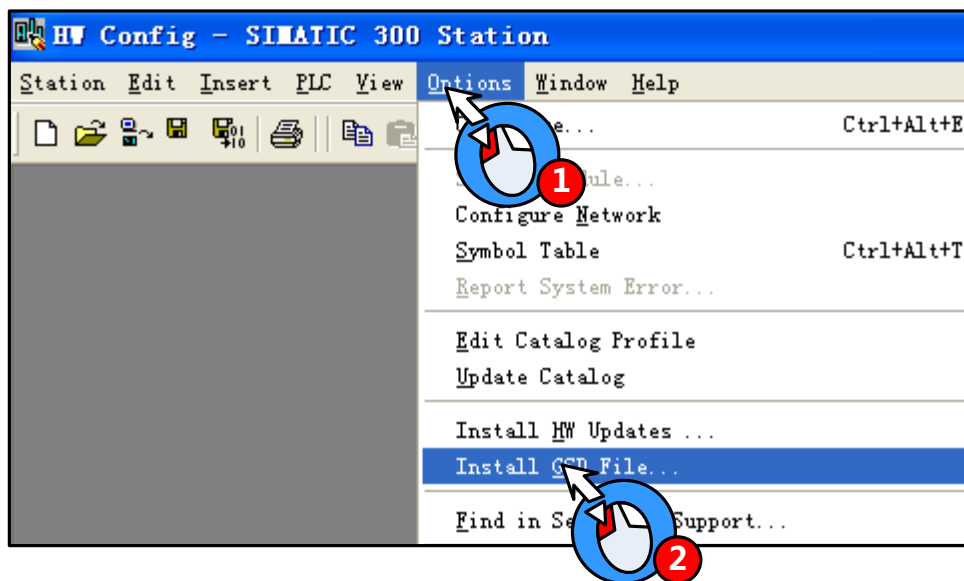 HW Config - SIMATIC 300 Station
Station Edit Insert PLC View Options Window Help
Ctrl+Alt+E
1
Configure Network
Symbol Table Ctrl+Alt+T
Report System Error...
Edit Catalog Profile
Update Catalog
Install HW Updates ...
Install GSD File...
Find in Support...
2